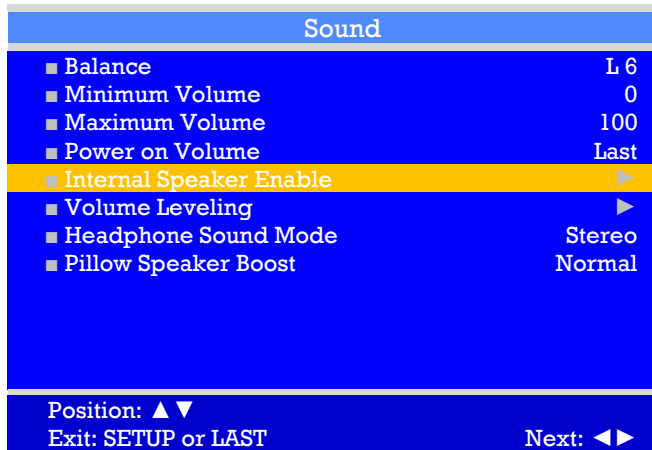 Sound
■ Balance L 6
■ Minimum Volume 0
■ Maximum Volume 100
■ Power on Volume Last
■ Internal Speaker Enable ►
■ Volume Leveling ►
■ Headphone Sound Mode Stereo
■ Pillow Speaker Boost Normal
Position: ▲▼
Exit: SETUP or LAST Next: ◄►